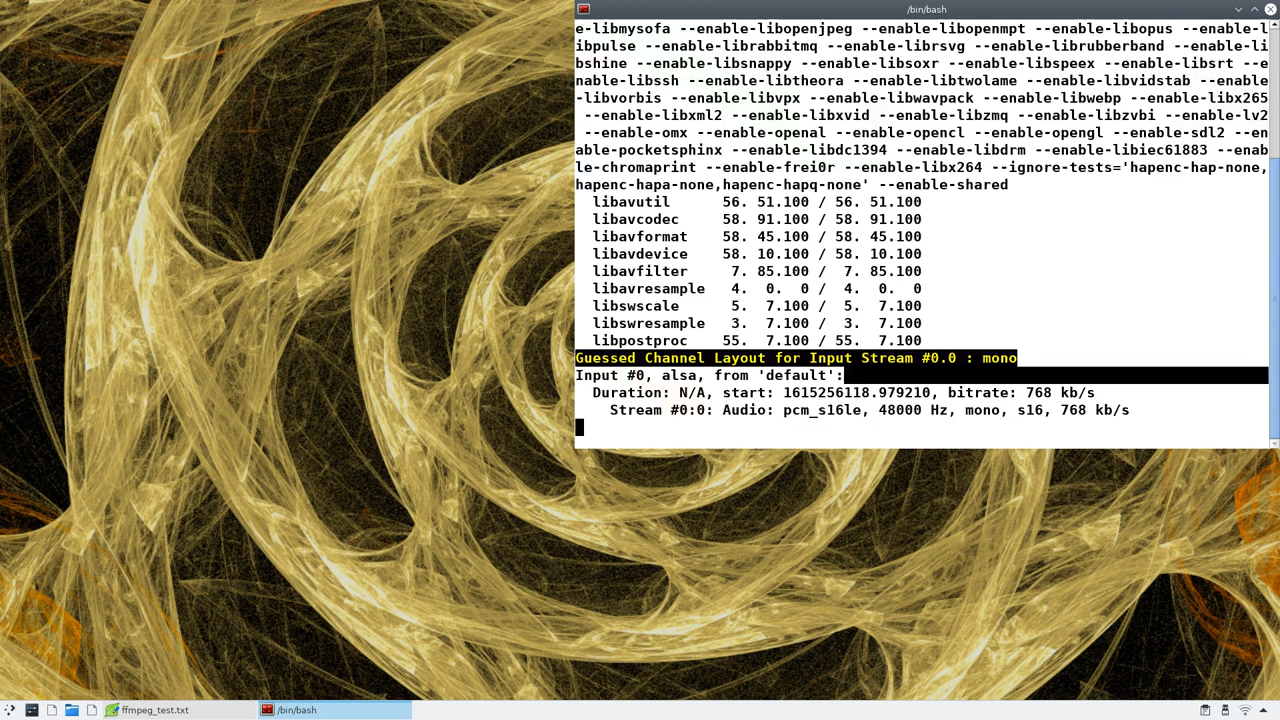 /bin/bash
e-libmysofa --enable-libopenjpeg --enable-libopenmpt --enable-libopus --enable-l
ibpulse --enable-librabbitmq --enable-librsvg --enable-librubberband --enable-li
bshine --enable-libsnappy --enable-libsoxr --enable-libspeex --enable-libsrt --e
nable-libssh --enable-libtheora --enable-libtwolame --enable-libvidstab --enable
-libvorbis --enable-libvpx --enable-libwavpack --enable-libwebp --enable-libx265
 --enable-libxml2 --enable-libxvid --enable-libzmq --enable-libzvbi --enable-lv2
 --enable-omx --enable-openal --enable-opencl --enable-opengl --enable-sdl2 --en
able-pocketsphinx --enable-libdc1394 --enable-libdrm --enable-libiec61883 --enab
le-chromaprint --enable-frei0r --enable-libx264 --ignore-tests='hapenc-hap-none,
hapenc-hapa-none,hapenc-hapq-none' --enable-shared
  libavutil      56. 51.100 / 56. 51.100
  libavcodec     58. 91.100 / 58. 91.100
  libavformat    58. 45.100 / 58. 45.100
  libavdevice    58. 10.100 / 58. 10.100
  libavfilter     7. 85.100 /  7. 85.100
  libavresample   4.  0.  0 /  4.  0.  0
  libswscale      5.  7.100 /  5.  7.100
  libswresample   3.  7.100 /  3.  7.100
  libpostproc    55.  7.100 / 55.  7.100
Guessed Channel Layout for Input Stream #0.0 : mono
Input #0, alsa, from 'default':
  Duration: N/A, start: 1615256118.979210, bitrate: 768 kb/s
    Stream #0:0: Audio: pcm_s16le, 48000 Hz, mono, s16, 768 kb/s
ffmpeg_test.txt
/bin/bash